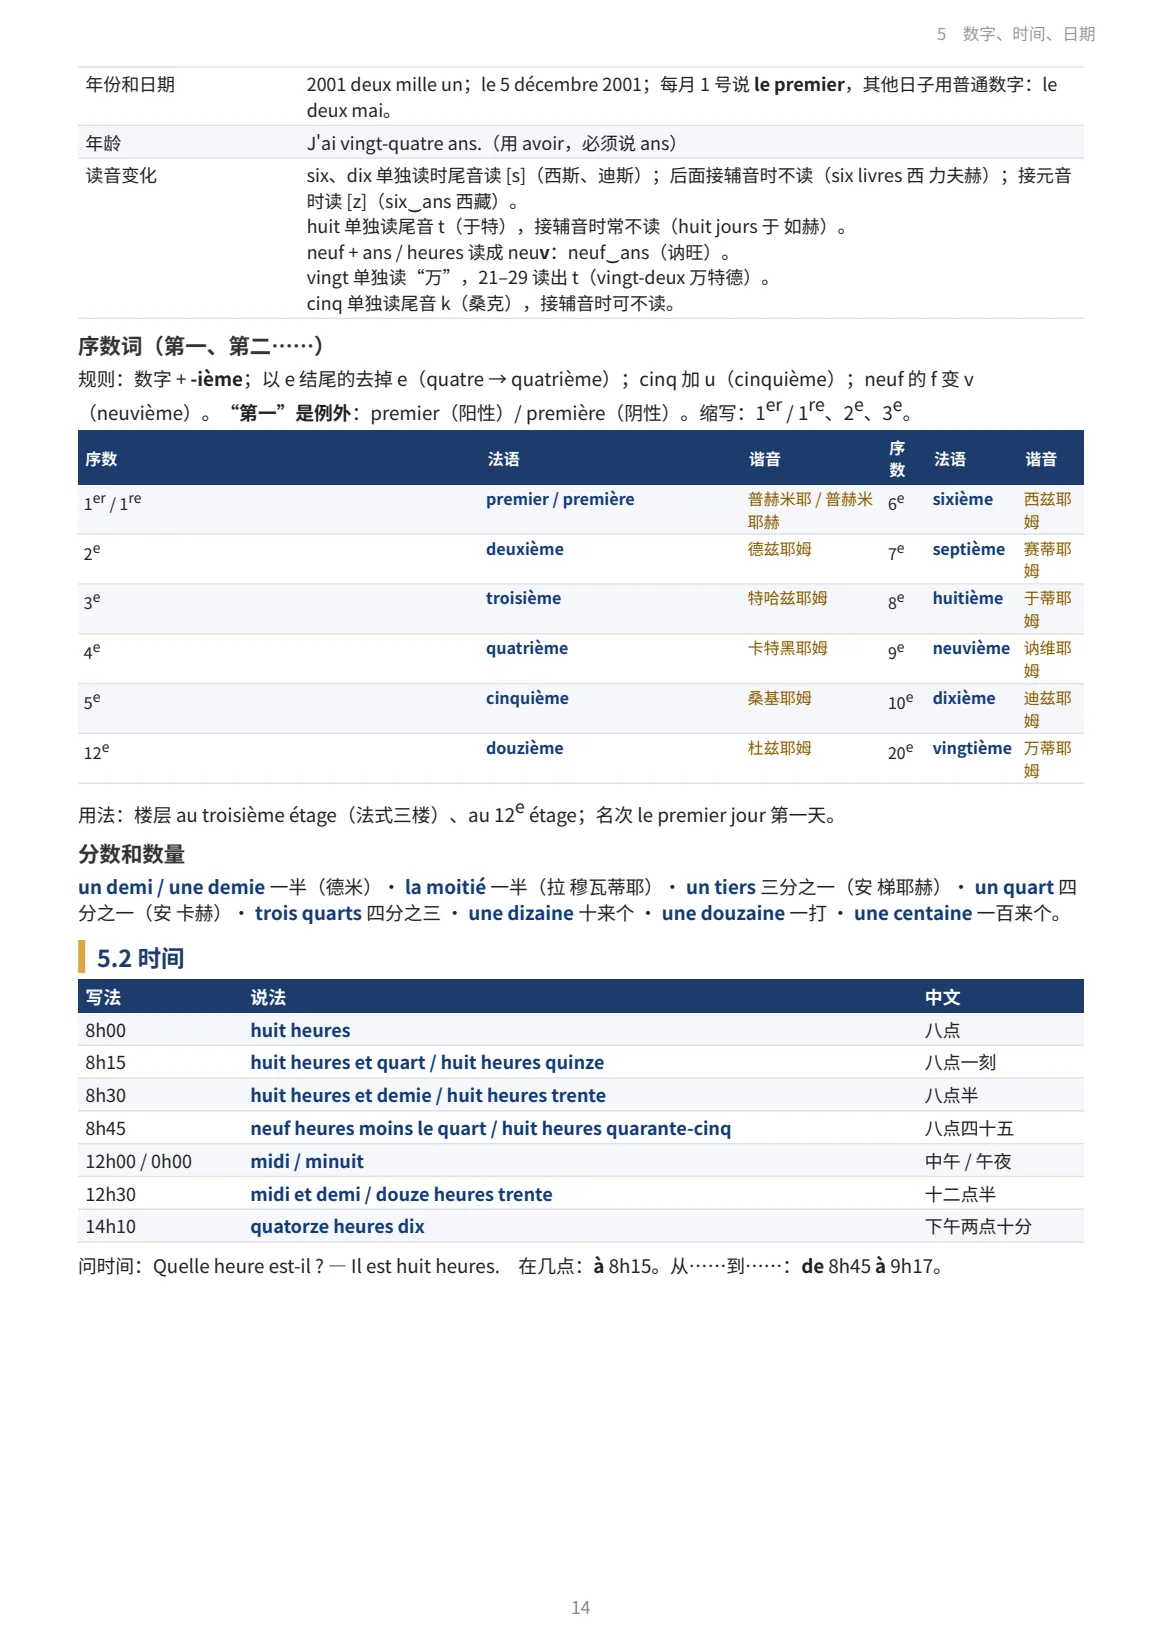 5 数字、时间、日期
年份和日期 2001 deux mille un；le 5 décembre 2001；每月 1 号说 le premier，其他日子用普通数字：le
deux mai。
年龄 J'ai vingt-quatre ans.（用 avoir，必须说 ans）
读音变化 six、dix 单独读时尾音读 [s]（西斯、迪斯）；后面接辅音时不读（six livres 西 力夫赫）；接元音
时读 [z]（six‿ans 西藏）。
huit 单独读尾音 t（于特），接辅音时常不读（huit jours 于 如赫）。
neuf + ans / heures 读成 neuv：neuf‿ans（讷旺）。
vingt 单独读“万”，21–29 读出 t（vingt-deux 万特德）。
cinq 单独读尾音 k（桑克），接辅音时可不读。
序数词（第一、第二……）
规则：数字 + -ième；以 e 结尾的去掉 e（quatre → quatrième）；cinq 加 u（cinquième）；neuf 的 f 变 v
（neuvième）。“第一”是例外：premier（阳性）/ première（阴性）。缩写：1er / 1re、2e、3e。
序数 法语 谐音 序数 法语 谐音
1er / 1re premier / première 普赫米耶 / 普赫米耶赫 6e sixième 西兹耶姆
2e deuxième 德兹耶姆 7e septième 赛蒂耶姆
3e troisième 特哈兹耶姆 8e huitième 于蒂耶姆
4e quatrième 卡特黑耶姆 9e neuvième 讷维耶姆
5e cinquième 桑基耶姆 10e dixième 迪兹耶姆
12e douzième 杜兹耶姆 20e vingtième 万蒂耶姆
用法：楼层 au troisième étage（法式三楼）、au 12e étage；名次 le premier jour 第一天。
分数和数量
un demi / une demie 一半（德米）· la moitié 一半（拉 穆瓦蒂耶）· un tiers 三分之一（安 梯耶赫）· un quart 四
分之一（安 卡赫）· trois quarts 四分之三 · une dizaine 十来个 · une douzaine 一打 · une centaine 一百来个。
5.2 时间
写法 说法 中文
8h00 huit heures 八点
8h15 huit heures et quart / huit heures quinze 八点一刻
8h30 huit heures et demie / huit heures trente 八点半
8h45 neuf heures moins le quart / huit heures quarante-cinq 八点四十五
12h00 / 0h00 midi / minuit 中午 / 午夜
12h30 midi et demi / douze heures trente 十二点半
14h10 quatorze heures dix 下午两点十分
问时间：Quelle heure est-il ? — Il est huit heures. 在几点：à 8h15。从……到……：de 8h45 à 9h17。
14